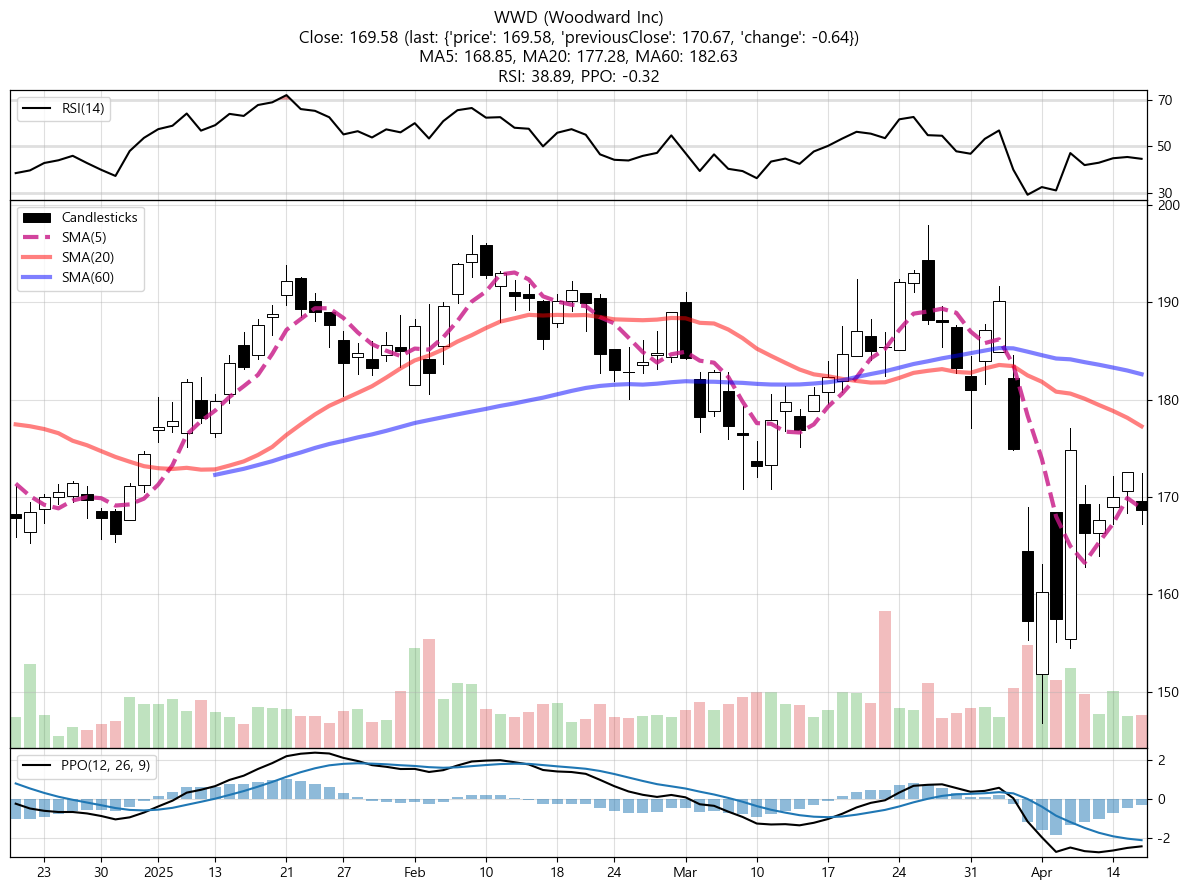 WWD (Woodward Inc)
Close: 169.58 (last: {'price': 169.58, 'previousClose': 170.67, 'change': -0.64})
MA5: 168.85, MA20: 177.28, MA60: 182.63
RSI: 38.89, PPO: -0.32
RSI(14)
70
50
30
Candlesticks
SMA(5)
SMA(20)
SMA(60)
200
190
180
170
160
150
PPO(12, 26, 9)
2
0
-2
23 30 2025 13 21 27 Feb 10 18 24 Mar 10 17 24 31 Apr 14